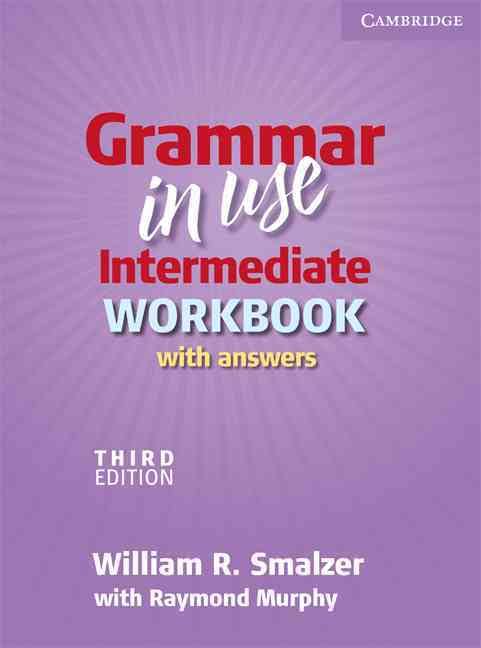 CAMBRIDGE
Grammar
in use
Intermediate
WORKBOOK
with answers
THIRD
EDITION
William R. Smalzer
with Raymond Murphy